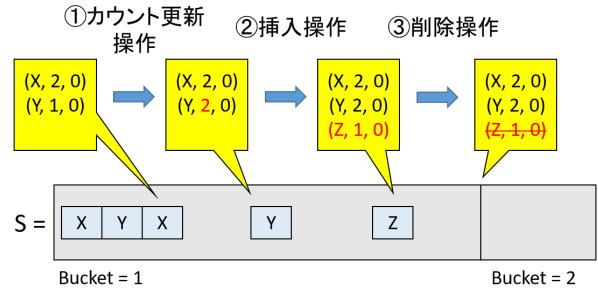 ①カウント更新
操作
②挿入操作
③削除操作
(X, 2, 0)
(Y, 1, 0)
(X, 2, 0)
(Y, 2, 0)
(X, 2, 0)
(Y, 2, 0)
(Z, 1, 0)
(X, 2, 0)
(Y, 2, 0)
(Z, 1, 0)
S =
X Y X Y Z
Bucket = 1
Bucket = 2